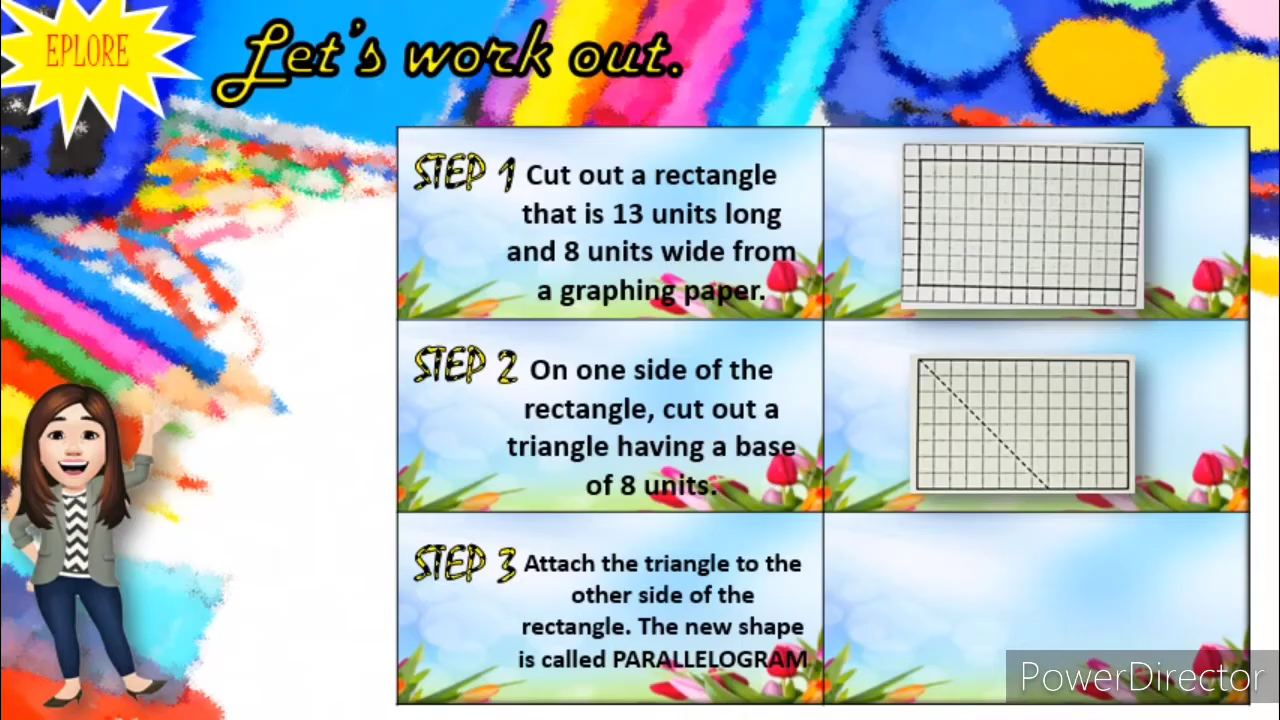 EPLORE
Let's work out.
STEP 1 Cut out a rectangle
that is 13 units long
and 8 units wide from
a graphing paper.
STEP 2 On one side of the
rectangle, cut out a
triangle having a base
of 8 units.
STEP 3 Attach the triangle to the
other side of the
rectangle. The new shape
is called PARALLELOGRAM
PowerDirector